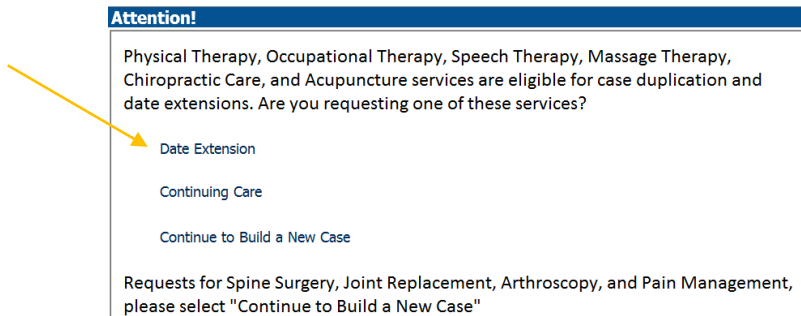 Attention!
Physical Therapy, Occupational Therapy, Speech Therapy, Massage Therapy,
Chiropractic Care, and Acupuncture services are eligible for case duplication and
date extensions. Are you requesting one of these services?
Date Extension
Continuing Care
Continue to Build a New Case
Requests for Spine Surgery, Joint Replacement, Arthroscopy, and Pain Management,
please select "Continue to Build a New Case"